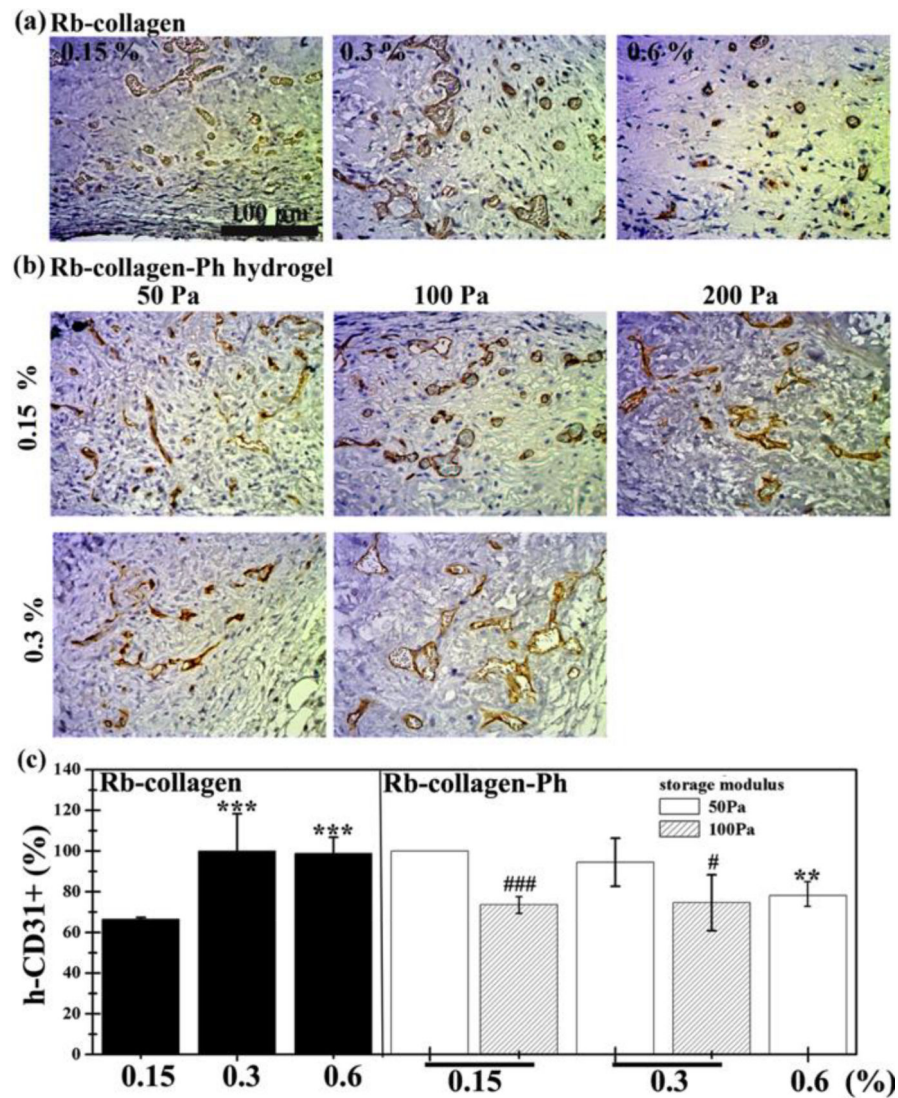 (a) Rb-collagen
0.15 % 0.3 % 0.6 %
100 μm
(b) Rb-collagen-Ph hydrogel
50 Pa 100 Pa 200 Pa
0.15 %
0.3 %
(c)
140
120
100
80
60
40
20
0
h-CD31+ (%)
Rb-collagen Rb-collagen-Ph
storage modulus
50Pa
100Pa
*** *** ### # **
0.15 0.3 0.6 0.15 0.3 0.6 (%)